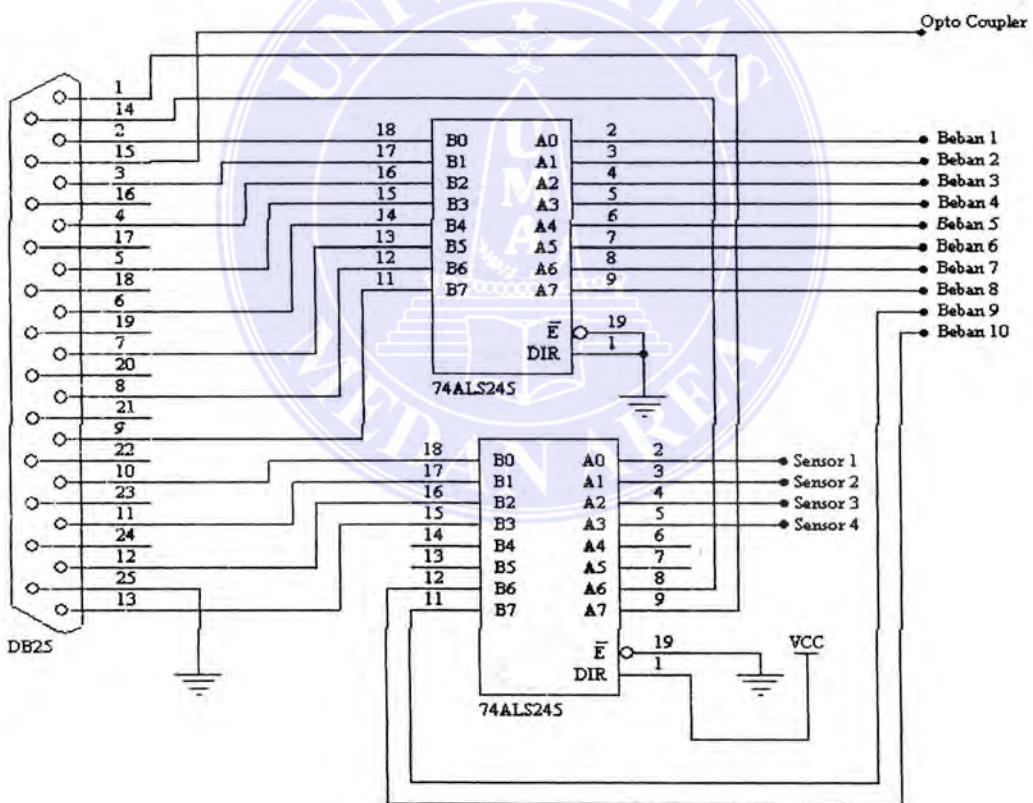 Opto Coupler
UNIVERSITAS
UMA
MEDAN AREA
1
14
2
15
3
16
4
17
5
18
6
19
7
20
8
21
9
22
10
23
11
24
12
25
13
DB25
18 B0 A0 2 Beban 1
17 B1 A1 3 Beban 2
16 B2 A2 4 Beban 3
15 B3 A3 5 Beban 4
14 B4 A4 6 Beban 5
13 B5 A5 7 Beban 6
12 B6 A6 8 Beban 7
11 B7 A7 9 Beban 8
Beban 9
Beban 10
E 19
DIR 1
74ALS245
18 B0 A0 2 Sensor 1
17 B1 A1 3 Sensor 2
16 B2 A2 4 Sensor 3
15 B3 A3 5 Sensor 4
14 B4 A4 6
13 B5 A5 7
12 B6 A6 8
11 B7 A7 9
E 19
DIR 1
VCC
74ALS245